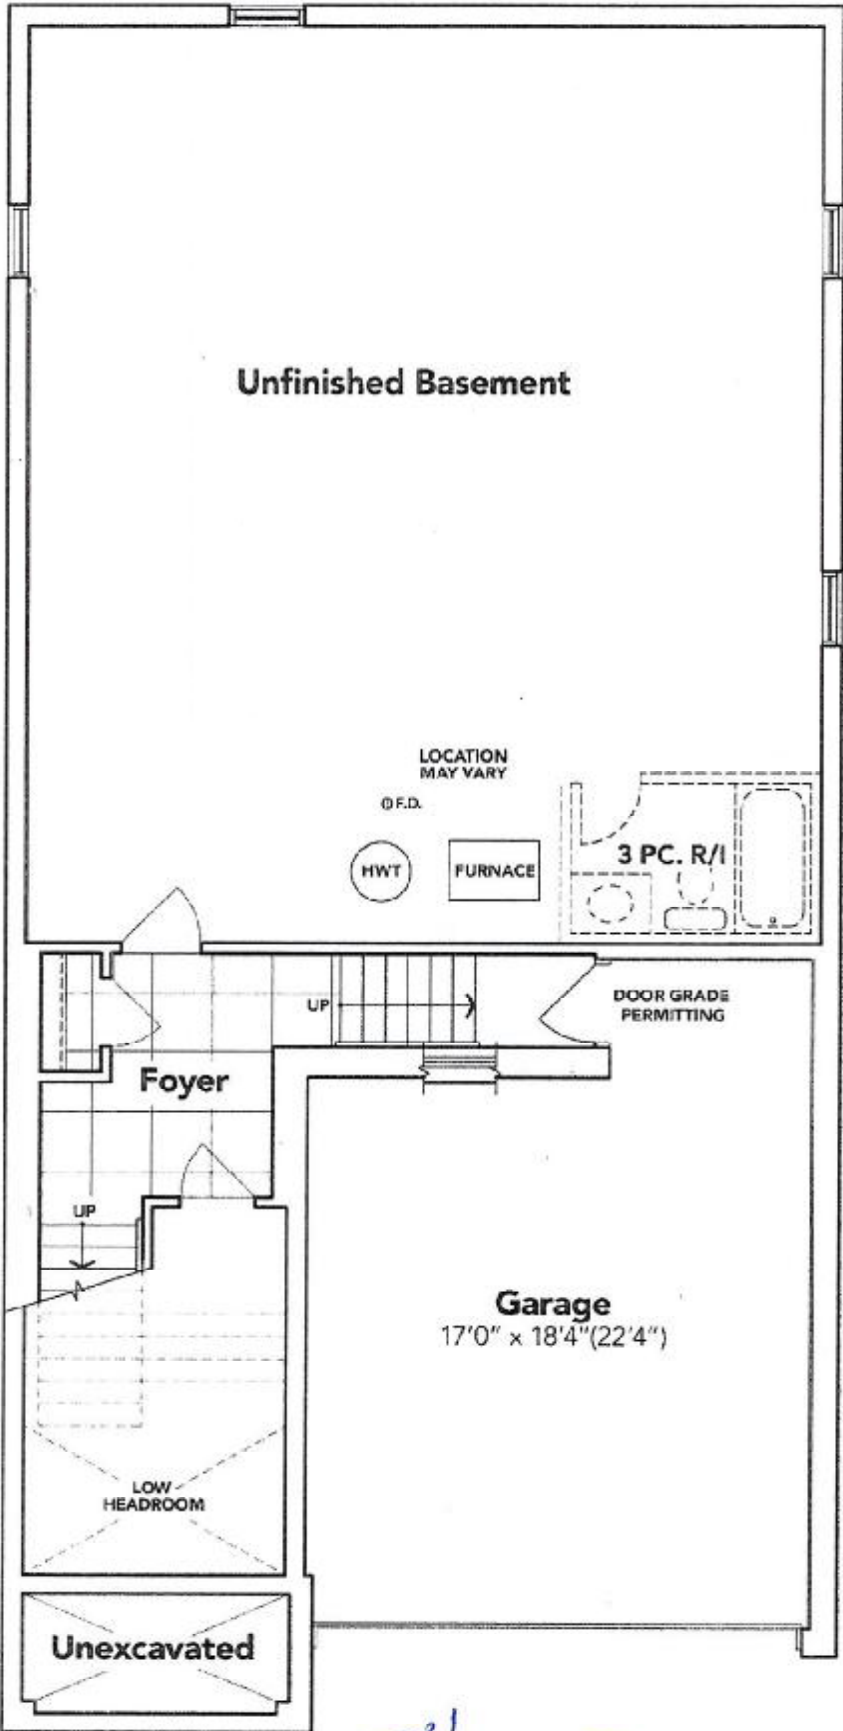 Unfinished Basement
LOCATION
MAY VARY
F.D.
HWT
FURNACE
3 PC. R/I
UP
DOOR GRADE
PERMITTING
Foyer
UP
Garage
17'0" x 18'4"(22'4")
LOW
HEADROOM
Unexcavated